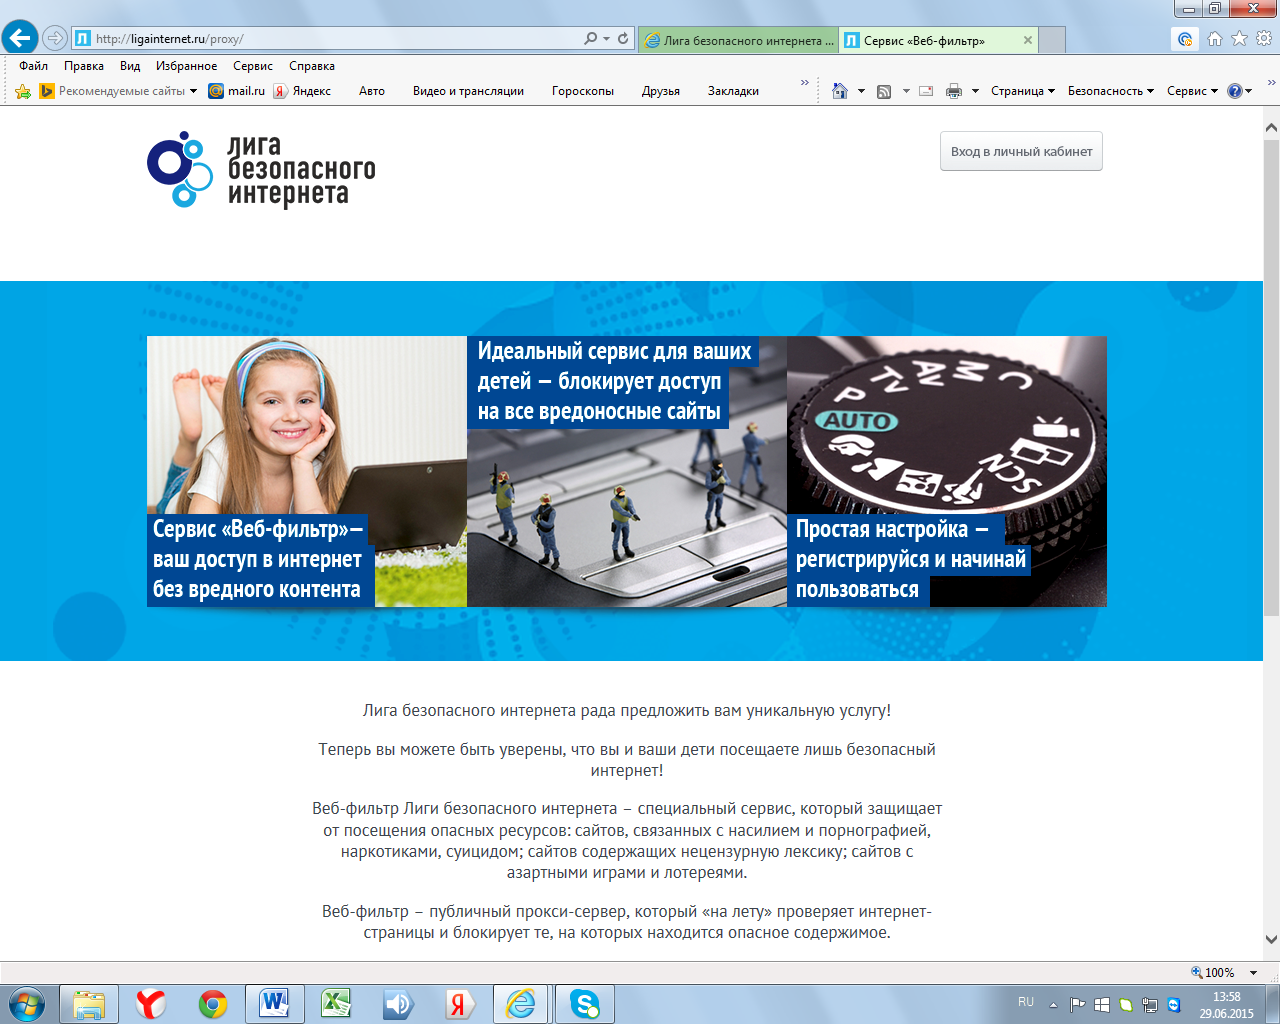 http://ligainternet.ru/proxy/
Лига безопасного интернета ...
Сервис «Веб-фильтр»
Файл Правка Вид Избранное Сервис Справка
Рекомендуемые сайты mail.ru Яндекс Авто Видео и трансляции Гороскопы Друзья Закладки Страница Безопасность Сервис
лига
безопасного
интернета
Вход в личный кабинет
Сервис «Веб-фильтр»—
ваш доступ в интернет
без вредного контента
Идеальный сервис для ваших
детей — блокирует доступ
на все вредоносные сайты
P TV AV M C
AUTO
SCN
Простая настройка —
регистрируйся и начинай
пользоваться
Лига безопасного интернета рада предложить вам уникальную услугу!
Теперь вы можете быть уверены, что вы и ваши дети посещаете лишь безопасный
интернет!
Веб-фильтр Лиги безопасного интернета – специальный сервис, который защищает
от посещения опасных ресурсов: сайтов, связанных с насилием и порнографией,
наркотиками, суицидом; сайтов содержащих нецензурную лексику; сайтов с
азартными играми и лотереями.
Веб-фильтр – публичный прокси-сервер, который «на лету» проверяет интернет-
страницы и блокирует те, на которых находится опасное содержимое.
100%
RU
13:58
29.06.2015